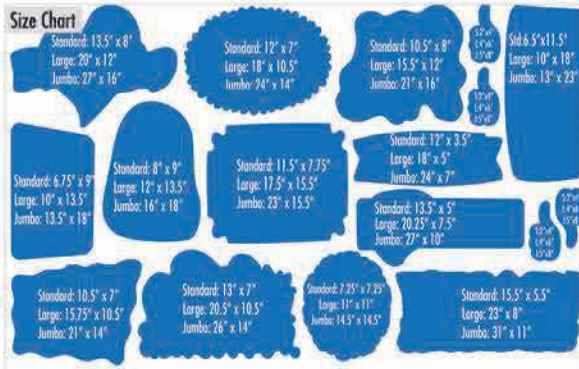 Size Chart
Standard: 13.5" x 8"
Large: 20" x 12"
Jumbo: 27" x 16"
Standard: 12" x 7"
Large: 18" x 10.5"
Jumbo: 24" x 14"
Standard: 10.5" x 8"
Large: 15.5" x 12"
Jumbo: 21" x 16"
Std:6.5"x11.5"
Large: 10" x 18"
Jumbo: 13" x 23"
Standard: 6.75" x 9"
Large: 10" x 13.5"
Jumbo: 13.5" x 18"
Standard: 8" x 9"
Large: 12" x 13.5"
Jumbo: 16" x 18"
Standard: 11.5" x 7.75"
Large: 17.5" x 15.5"
Jumbo: 23" x 15.5"
Standard: 12" x 3.5"
Large: 18" x 5"
Jumbo: 24" x 7"
Standard: 13.5" x 5"
Large: 20.25" x 7.5"
Jumbo: 27" x 10"
Standard: 10.5" x 7"
Large: 15.75" x 10.5"
Jumbo: 21" x 14"
Standard: 13" x 7"
Large: 20.5" x 10.5"
Jumbo: 26" x 14"
Standard: 7.25" x 7.25"
Large: 11" x 11"
Jumbo: 14.5" x 14.5"
Standard: 15.5" x 5.5"
Large: 23" x 8"
Jumbo: 31" x 11"